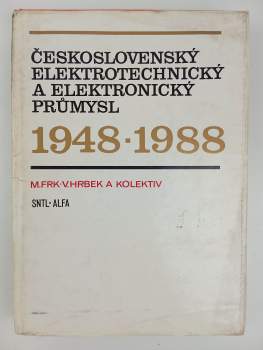 ČESKOSLOVENSKÝ
ELEKTROTECHNICKÝ
A ELEKTRONICKÝ
PRŮMYSL
1948·1988
M.FRK·V.HRBEK A KOLEKTIV
SNTL·ALFA